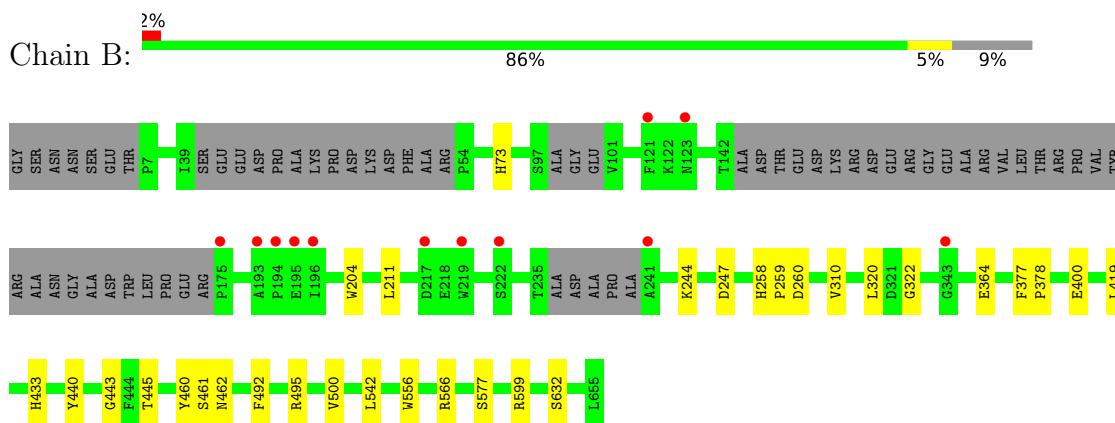 2%
Chain B:
86% 5% 9%
GLY SER ASN ASN SER GLU THR P7 I39 SER GLU GLU ASP PRO ALA LYS PRO ASP LYS ASP PHE ALA ARG P54 H73 S97 ALA GLY GLU V101 F121 K122 N123 T142 ALA ASP THR GLU ASP LYS ARG ASP GLU ARG GLY GLU ALA ARG VAL LEU THR ARG PRO VAL TYR
ARG ALA ASN GLY ALA ASP TRP LEU PRO GLU ARG P175 A193 P194 E195 I196 W204 L211 D217 E218 W219 S222 T235 ALA ASP ALA PRO ALA A241 K244 D247 H258 P259 D260 V310 L320 D321 G322 G343 E364 F377 P378 E400 L419
H433 Y440 G443 F444 T445 Y460 S461 N462 F492 R495 V500 L542 W556 R566 S577 R599 S632 L655